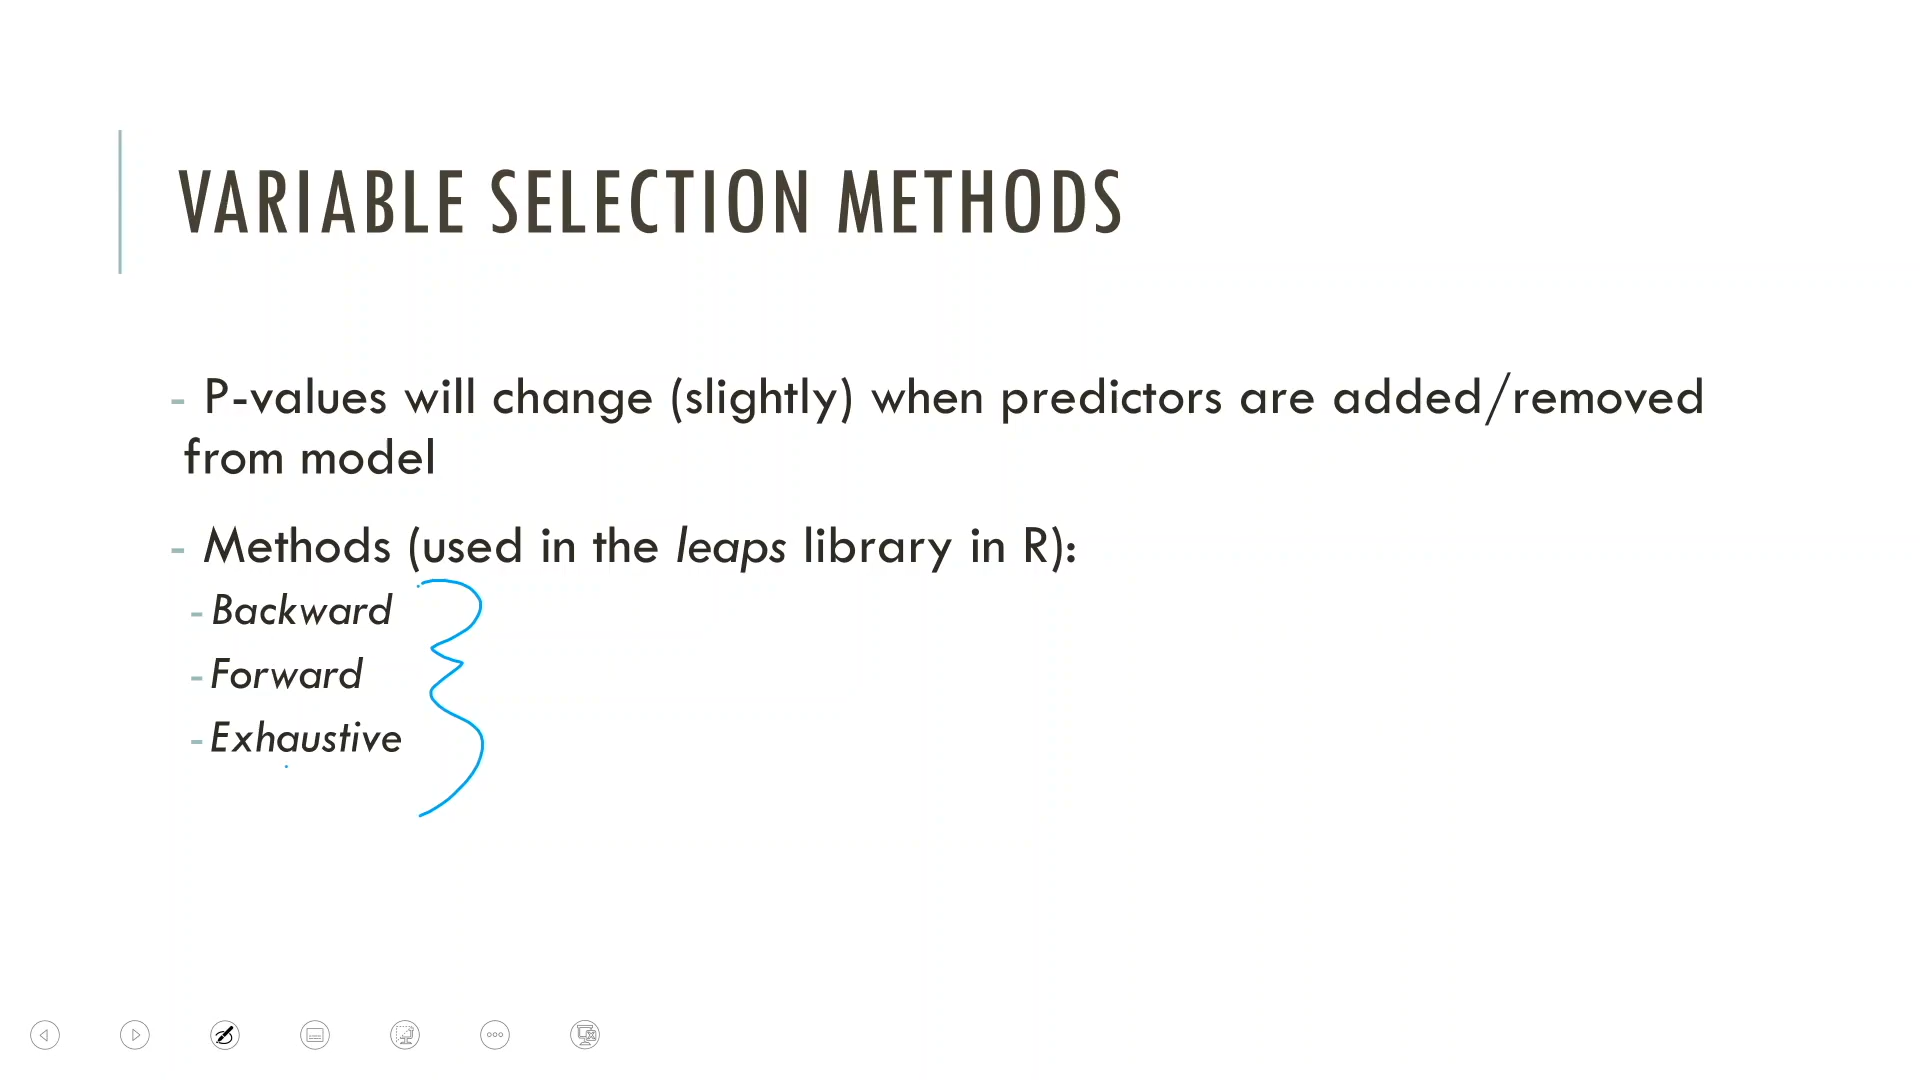 VARIABLE SELECTION METHODS
- P-values will change (slightly) when predictors are added/removed
from model
- Methods (used in the leaps library in R):
- Backward
- Forward
- Exhaustive